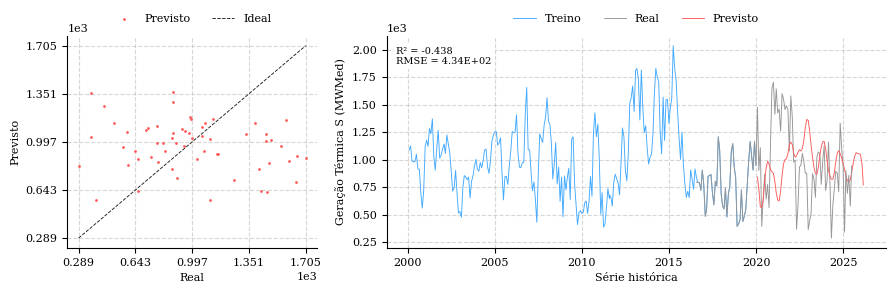 Previsto Ideal
1e3
1.705
1.351
0.997
0.643
0.289
Previsto
0.289 0.643 0.997 1.351 1.705
Real
1e3
Treino Real Previsto
1e3
R² = -0.438
RMSE = 4.34E+02
2.00
1.75
1.50
1.25
1.00
0.75
0.50
0.25
Geração Térmica S (MWMed)
2000 2005 2010 2015 2020 2025
Série histórica